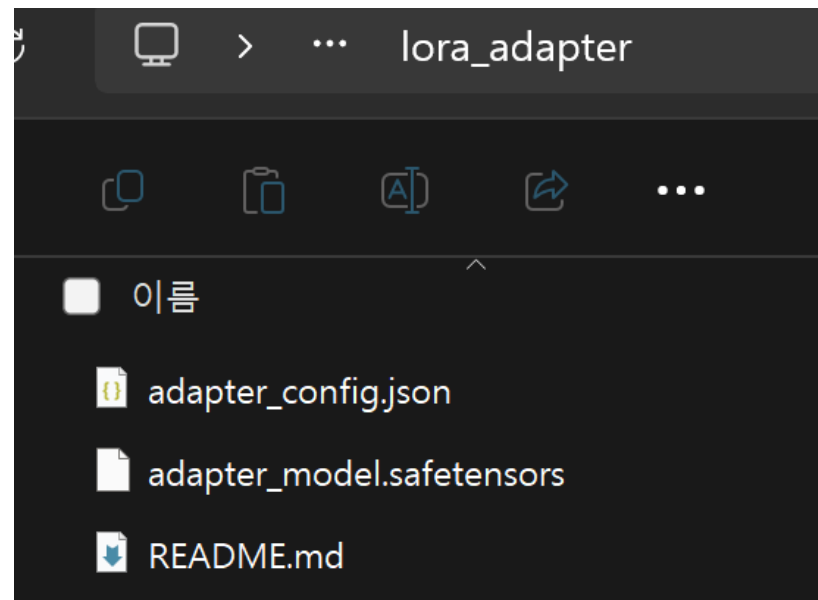 lora_adapter
이름
adapter_config.json
adapter_model.safetensors
README.md